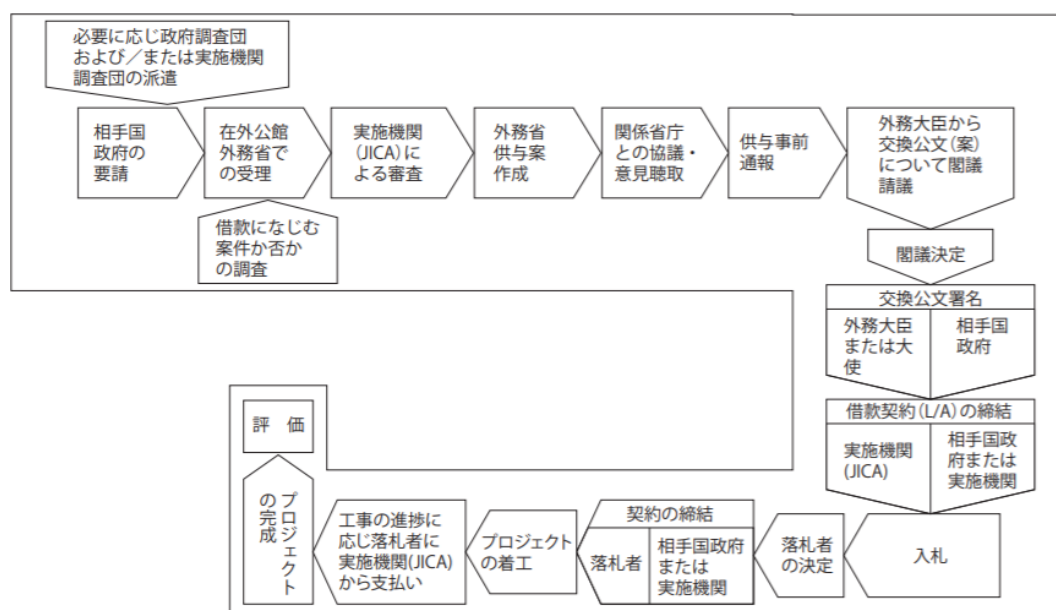 必要に応じ政府調査団
および／または実施機関
調査団の派遣
相手国
政府の
要請
在外公館
外務省で
の受理
実施機関
（JICA）に
よる審査
外務省
供与案
作成
関係省庁
との協議・
意見聴取
供与事前
通報
外務大臣から
交換公文（案）
について閣議
請議
借款になじむ
案件か否か
の調査
閣議決定
交換公文署名
外務大臣
または大
使
相手国
政府
借款契約（L/A）の締結
実施機関
(JICA)
相手国政
府または
実施機関
入札
落札者
の決定
契約の締結
落札者
相手国政府
または
実施機関
プロジェクト
の着工
工事の進捗に
応じ落札者に
実施機関(JICA)
から支払い
プロジェクト
の完成
評　価